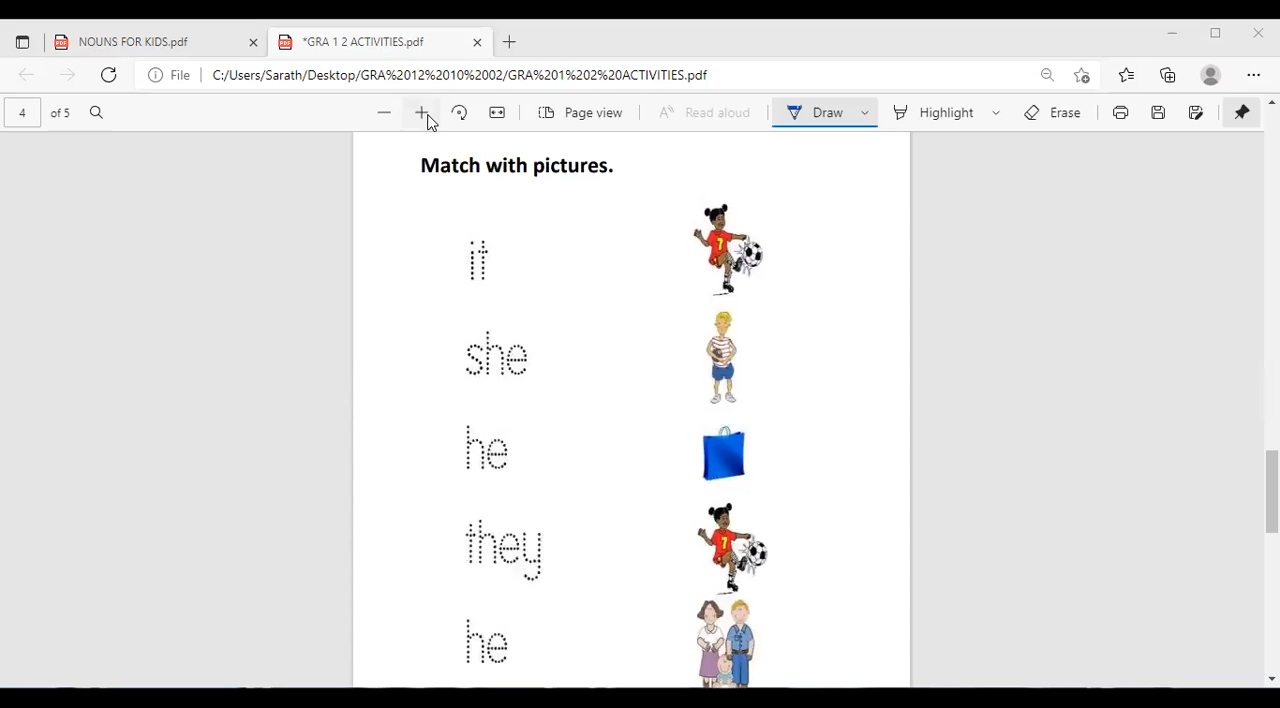 NOUNS FOR KIDS.pdf
*GRA 1 2 ACTIVITIES.pdf
File
C:/Users/Sarath/Desktop/GRA%2012%2010%2002/GRA%201%202%20ACTIVITIES.pdf
4 of 5
Page view
Read aloud
Draw
Highlight
Erase
Match with pictures.
it
7
she
he
they
7
he